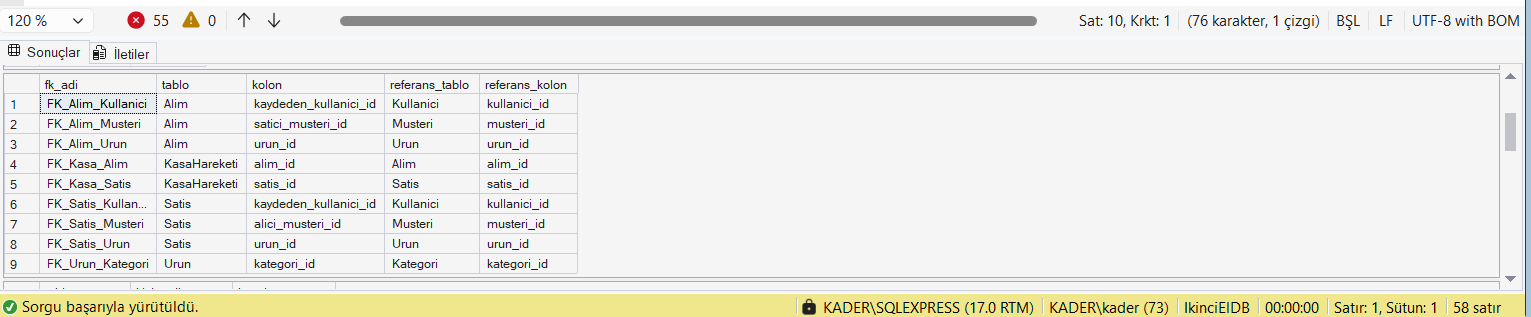 120 % 55 0 Sat: 10, Krkt: 1 (76 karakter, 1 çizgi) BŞL LF UTF-8 with BOM
Sonuçlar İletiler
fk_adi tablo kolon referans_tablo referans_kolon
1 FK_Alim_Kullanici Alim kaydeden_kullanici_id Kullanici kullanici_id
2 FK_Alim_Musteri Alim satici_musteri_id Musteri musteri_id
3 FK_Alim_Urun Alim urun_id Urun urun_id
4 FK_Kasa_Alim KasaHareketi alim_id Alim alim_id
5 FK_Kasa_Satis KasaHareketi satis_id Satis satis_id
6 FK_Satis_Kullan... Satis kaydeden_kullanici_id Kullanici kullanici_id
7 FK_Satis_Musteri Satis alici_musteri_id Musteri musteri_id
8 FK_Satis_Urun Satis urun_id Urun urun_id
9 FK_Urun_Kategori Urun kategori_id Kategori kategori_id
Sorgu başarıyla yürütüldü. KADER\SQLEXPRESS (17.0 RTM) KADER\kader (73) IkinciElDB 00:00:00 Satır: 1, Sütun: 1 58 satır